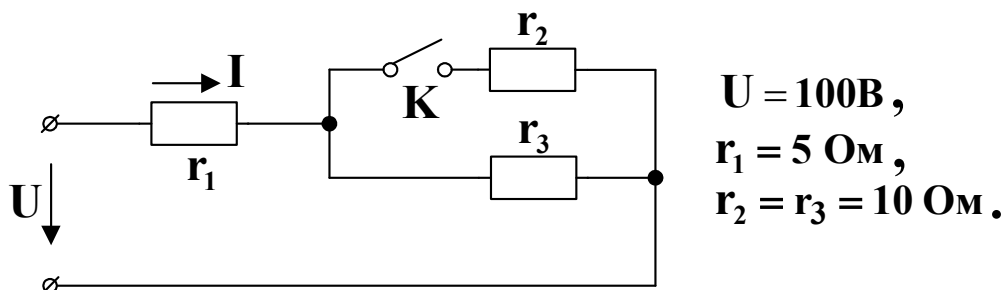 r₂
I
K
U = 100В,
r₁
r₃
r₁ = 5 Ом,
U
r₂ = r₃ = 10 Ом.